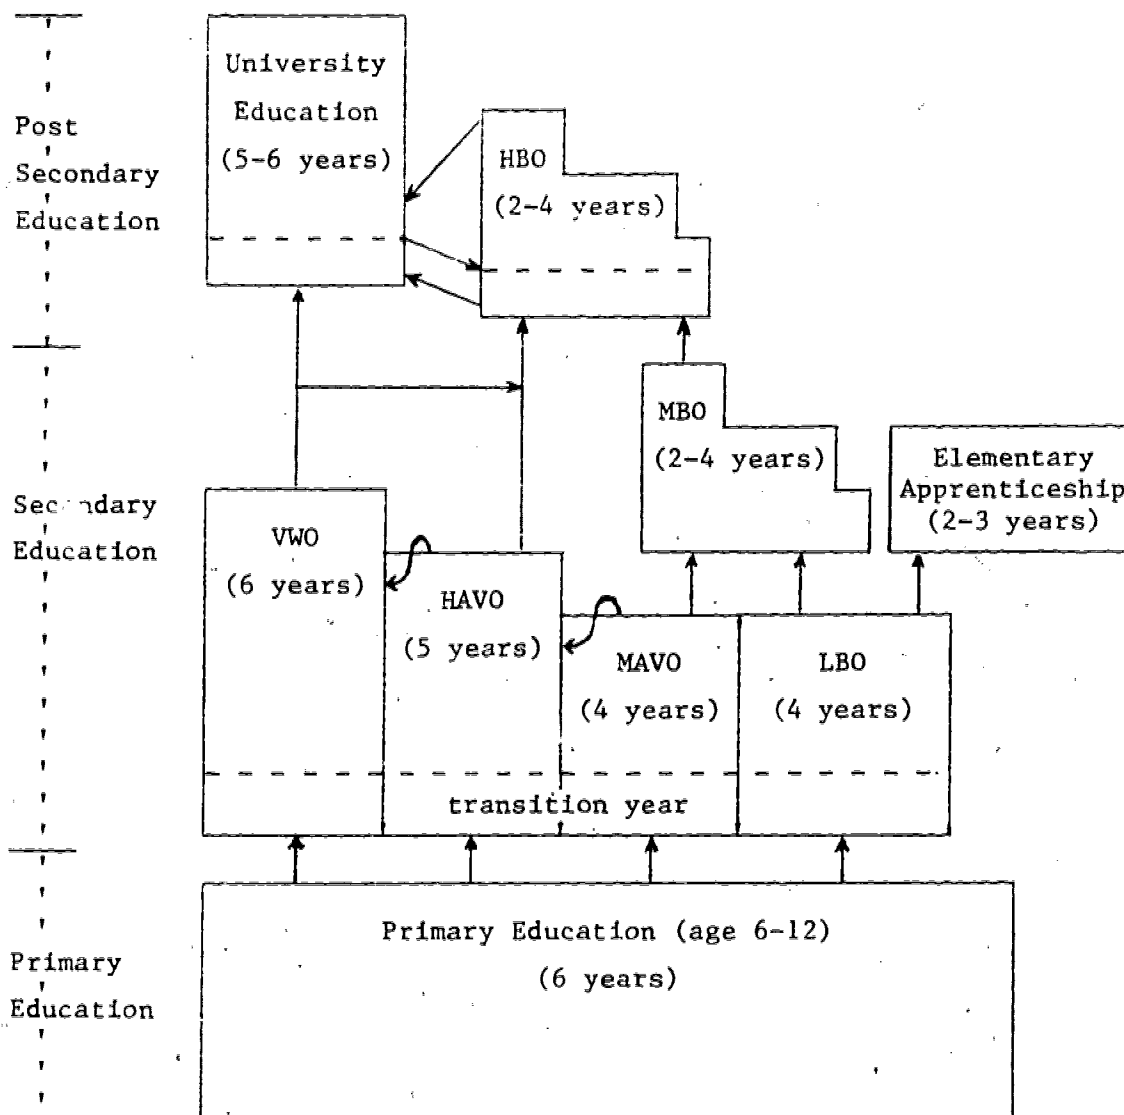 University
Education
(5-6 years)
Post
Secondary
Education
HBO
(2-4 years)
MBO
(2-4 years)
Elementary
Apprenticeship
(2-3 years)
Secondary
Education
VWO
(6 years)
HAVO
(5 years)
MAVO
(4 years)
LBO
(4 years)
transition year
Primary Education (age 6-12)
(6 years)
Primary
Education